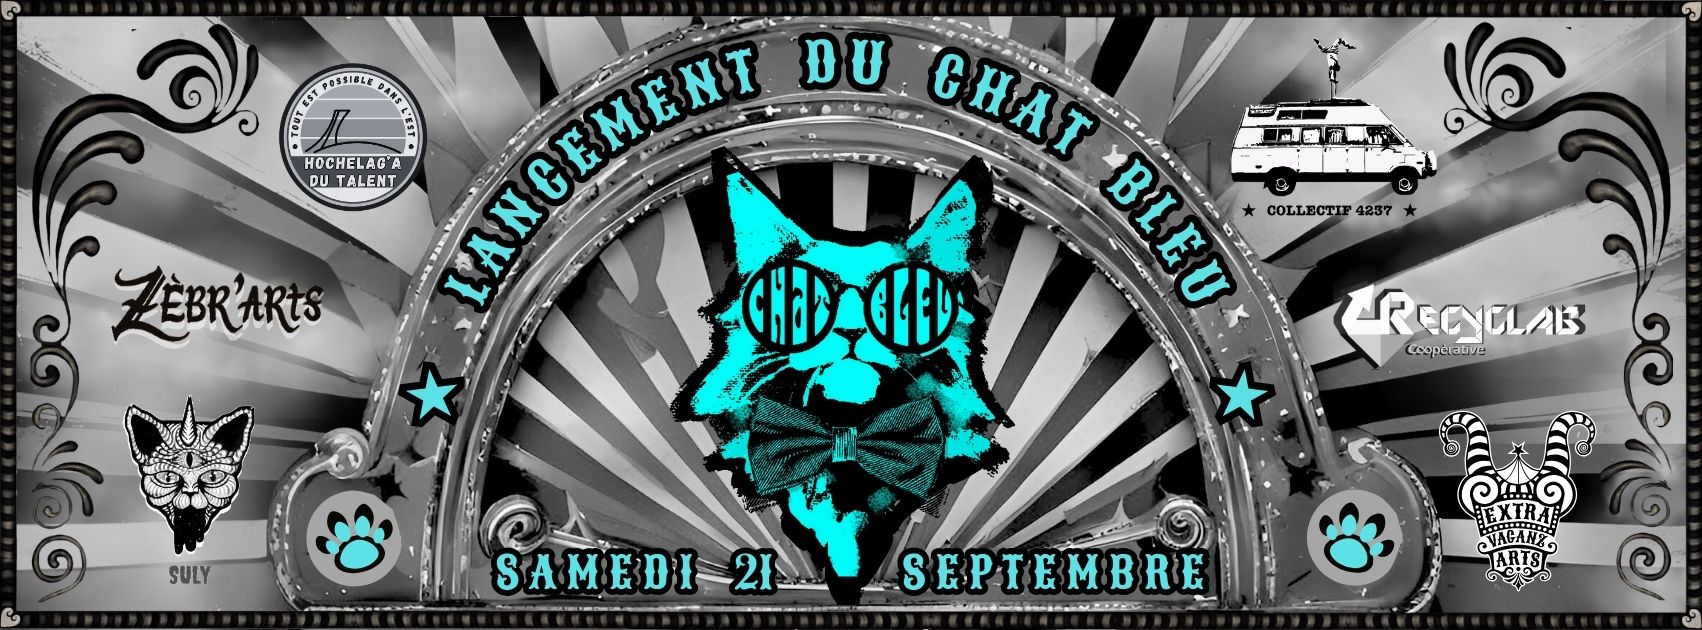 LANCEMENT DU CHAT BLEU
TOUT EST POSSIBLE DANS L'EST
HOCHELAG'A
DU TALENT
COLLECTIF 4237
ZÈBR'ARTS
CHAT BLEU
RECYCLAB
Coopérative
SULY
EXTRA
VAGANZ
ARTS
SAMEDI 21 SEPTEMBRE